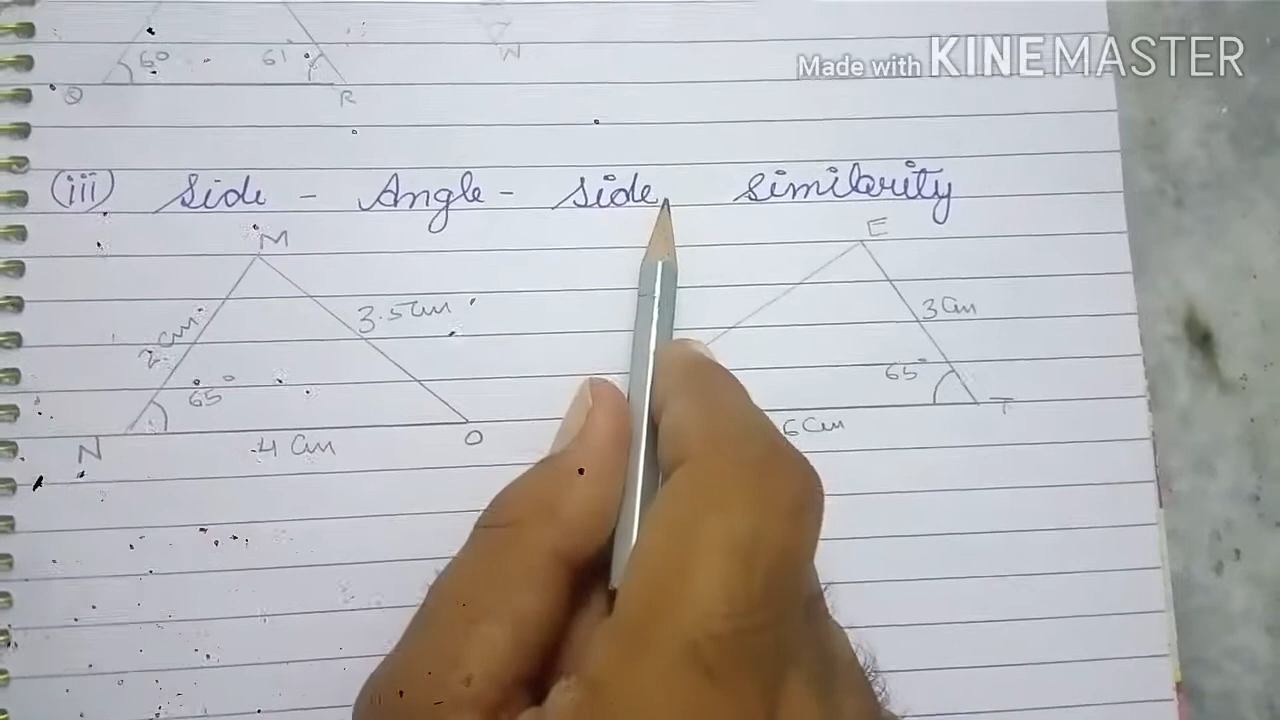 W
60 61
Q R
Made with KINEMASTER
(iii) Side - Angle - Side similarity
M E
2 cm 3.5 cm 3 cm
65° 65°
N 4 cm O 6 cm T